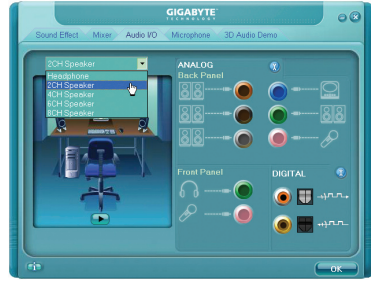 GIGABYTE
TECHNOLOGY
Sound Effect Mixer Audio I/O Microphone 3D Audio Demo
2CH Speaker
Headphone
2CH Speaker
4CH Speaker
6CH Speaker
8CH Speaker
ANALOG
Back Panel
Front Panel
DIGITAL
OK